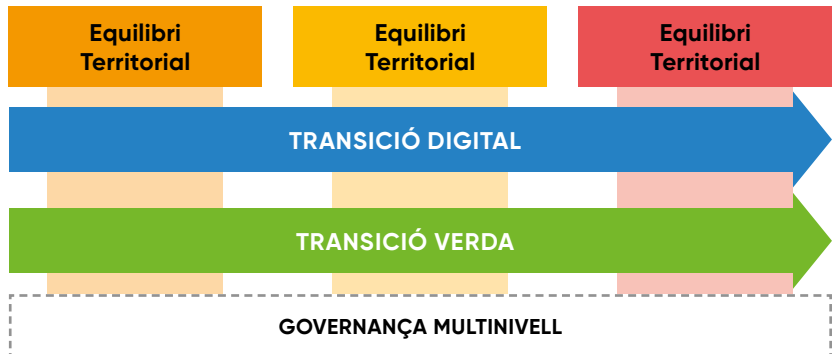 Equilibri
Territorial
Equilibri
Territorial
Equilibri
Territorial
TRANSICIÓ DIGITAL
TRANSICIÓ VERDA
GOVERNANÇA MULTINIVELL